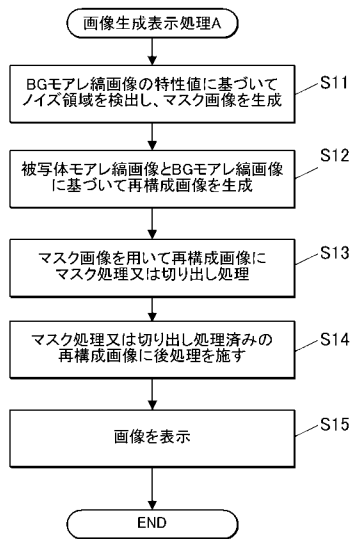 画像生成表示処理A
BGモアレ縞画像の特性値に基づいて
ノイズ領域を検出し、マスク画像を生成
S11
被写体モアレ縞画像とBGモアレ縞画像
に基づいて再構成画像を生成
S12
マスク画像を用いて再構成画像に
マスク処理又は切り出し処理
S13
マスク処理又は切り出し処理済みの
再構成画像に後処理を施す
S14
画像を表示
S15
END